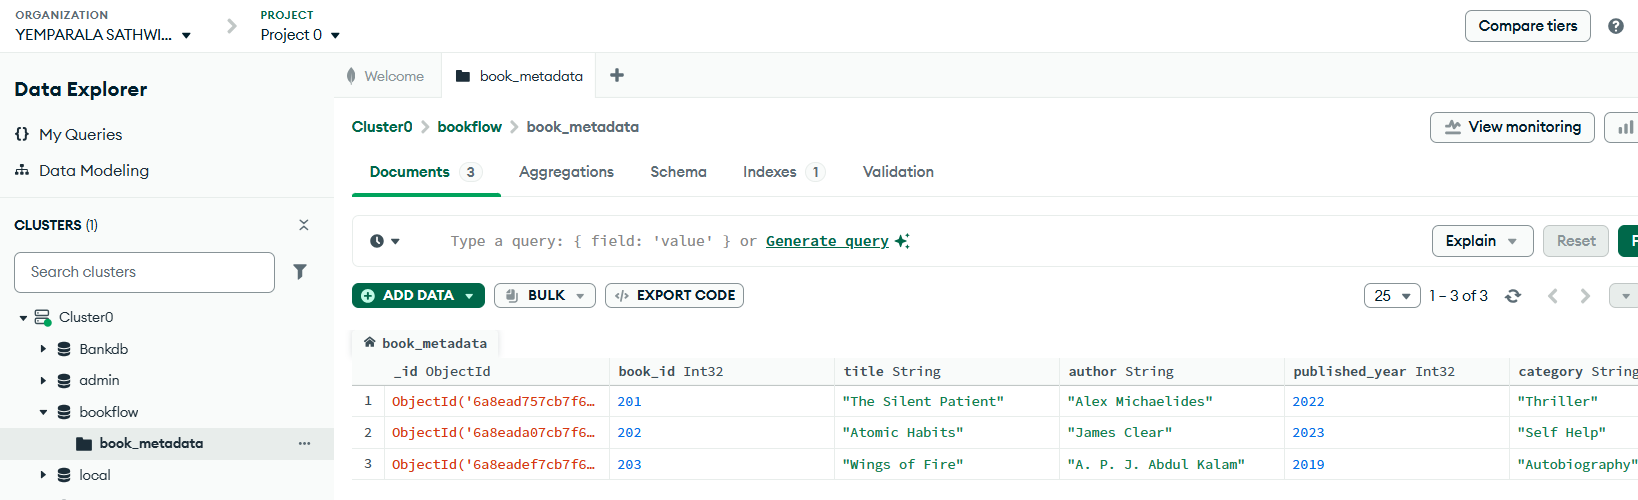 ORGANIZATION
YEMPARALA SATHWI...
PROJECT
Project 0
Compare tiers
Data Explorer
My Queries
Data Modeling
CLUSTERS (1)
Search clusters
Cluster0
Bankdb
admin
bookflow
book_metadata
local
Welcome
book_metadata
Cluster0 > bookflow > book_metadata
View monitoring
Documents 3 Aggregations Schema Indexes 1 Validation
Type a query: { field: 'value' } or Generate query
Explain
Reset
ADD DATA
BULK
</> EXPORT CODE
25
1 – 3 of 3
book_metadata
_id ObjectId book_id Int32 title String author String published_year Int32 category String
1 ObjectId('6a8ead757cb7f6... 201 "The Silent Patient" "Alex Michaelides" 2022 "Thriller"
2 ObjectId('6a8eada07cb7f6... 202 "Atomic Habits" "James Clear" 2023 "Self Help"
3 ObjectId('6a8eadef7cb7f6... 203 "Wings of Fire" "A. P. J. Abdul Kalam" 2019 "Autobiography"